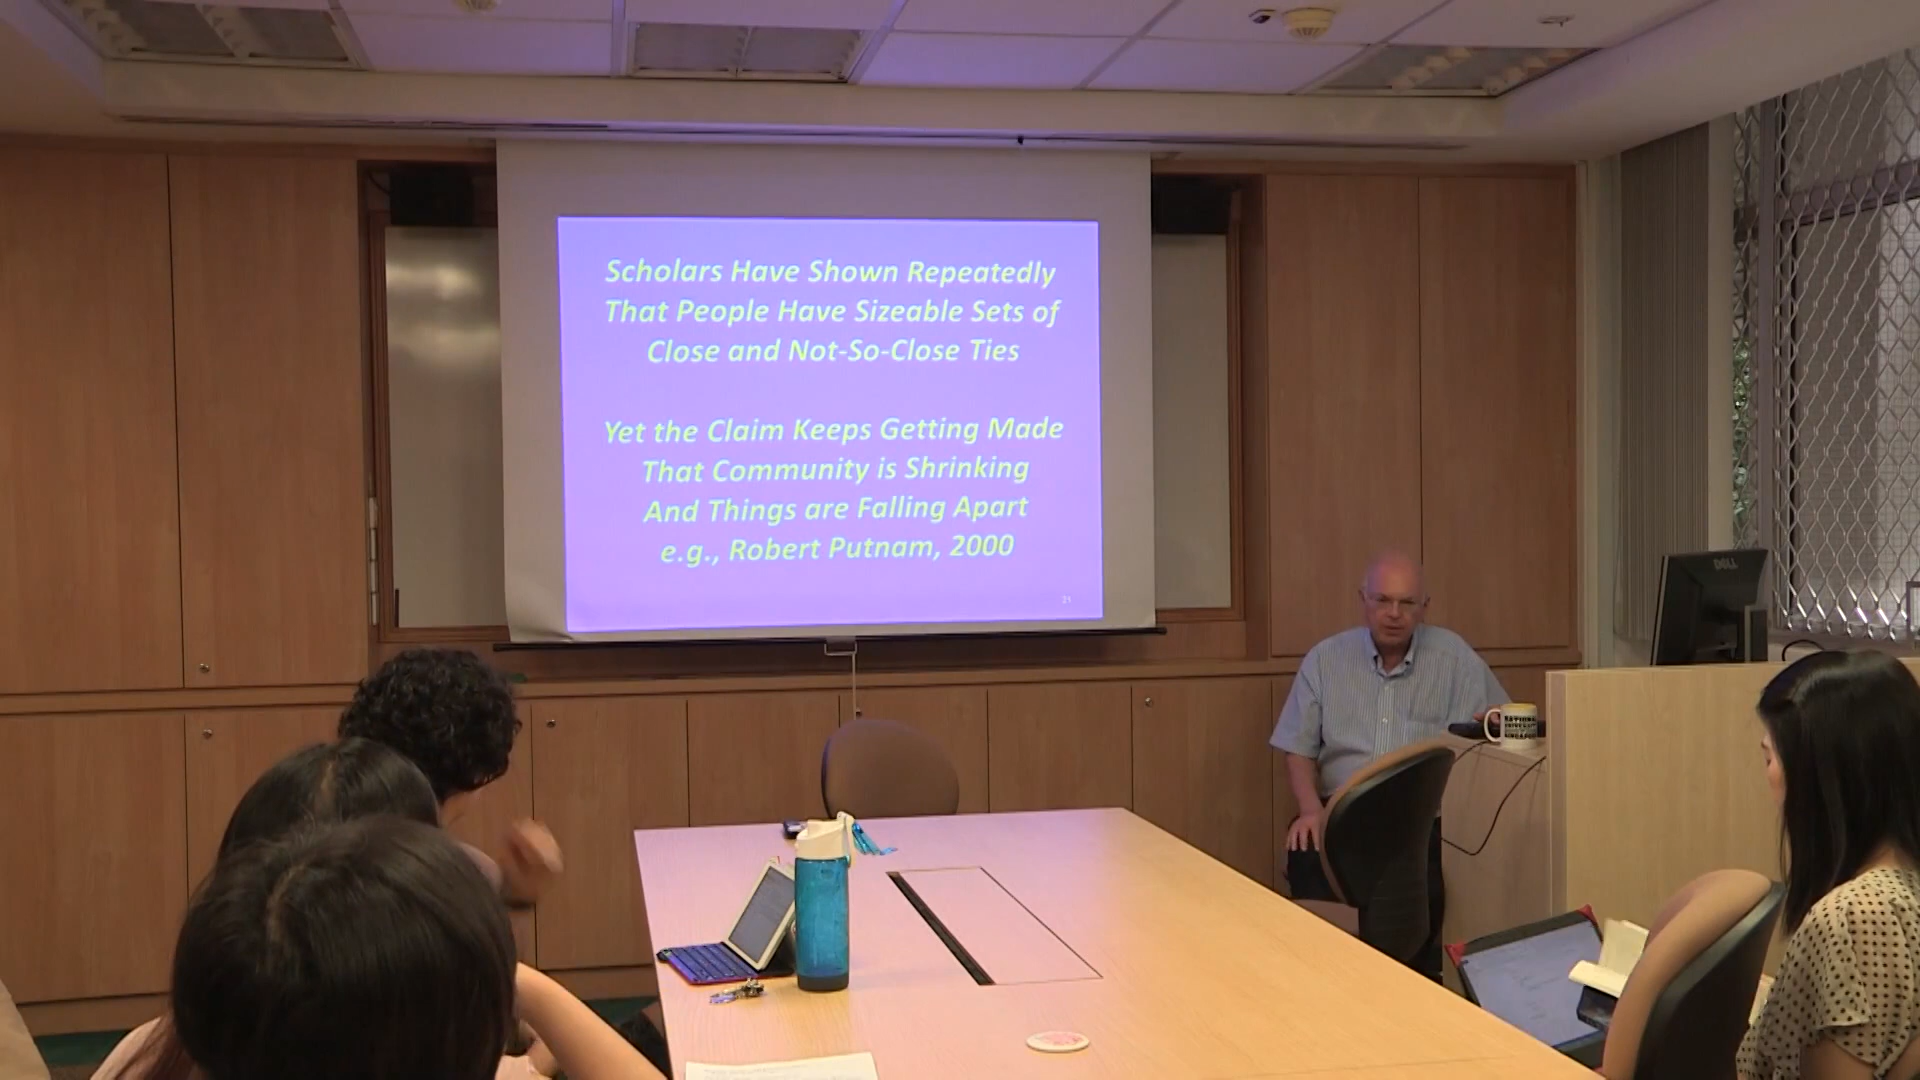 Scholars Have Shown Repeatedly
That People Have Sizeable Sets of
Close and Not-So-Close Ties
Yet the Claim Keeps Getting Made
That Community is Shrinking
And Things are Falling Apart
e.g., Robert Putnam, 2000
21
DELL